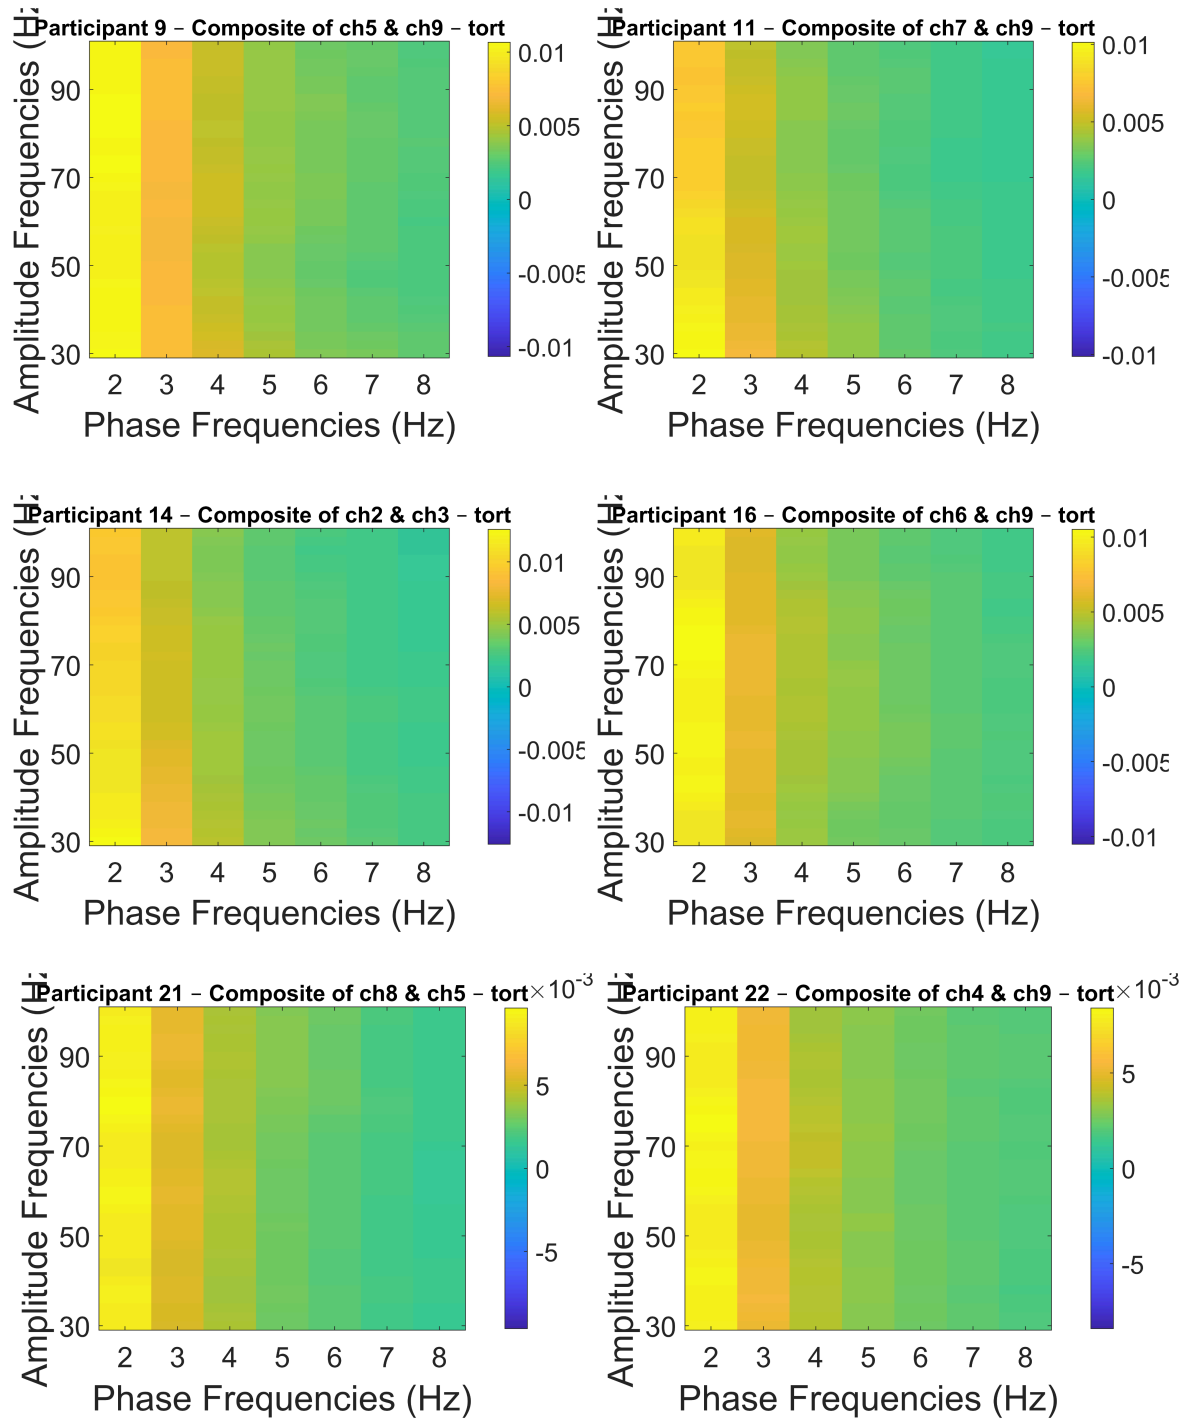 Participant 9 – Composite of ch5 & ch9 – tort
Amplitude Frequencies (Hz
90
70
50
30
2 3 4 5 6 7 8
Phase Frequencies (Hz)
0.01
0.005
0
-0.005
-0.01
Participant 11 – Composite of ch7 & ch9 – tort
Amplitude Frequencies (Hz
90
70
50
30
2 3 4 5 6 7 8
Phase Frequencies (Hz)
0.01
0.005
0
-0.005
-0.01
Participant 14 – Composite of ch2 & ch3 – tort
Amplitude Frequencies (Hz
90
70
50
30
2 3 4 5 6 7 8
Phase Frequencies (Hz)
0.01
0.005
0
-0.005
-0.01
Participant 16 – Composite of ch6 & ch9 – tort
Amplitude Frequencies (Hz
90
70
50
30
2 3 4 5 6 7 8
Phase Frequencies (Hz)
0.01
0.005
0
-0.005
-0.01
Participant 21 – Composite of ch8 & ch5 – tort
×10^-3
Amplitude Frequencies (Hz
90
70
50
30
2 3 4 5 6 7 8
Phase Frequencies (Hz)
5
0
-5
Participant 22 – Composite of ch4 & ch9 – tort
×10^-3
Amplitude Frequencies (Hz
90
70
50
30
2 3 4 5 6 7 8
Phase Frequencies (Hz)
5
0
-5